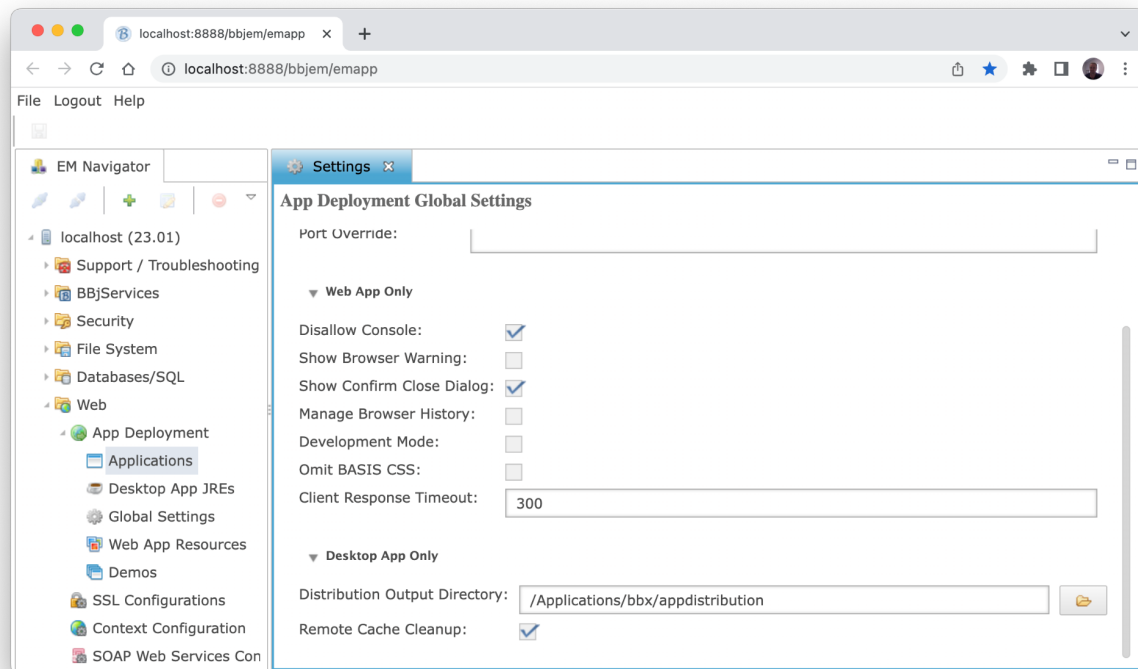 localhost:8888/bbjem/emapp
localhost:8888/bbjem/emapp
File Logout Help
EM Navigator
localhost (23.01)
Support / Troubleshooting
BBjServices
Security
File System
Databases/SQL
Web
App Deployment
Applications
Desktop App JREs
Global Settings
Web App Resources
Demos
SSL Configurations
Context Configuration
SOAP Web Services Con
Settings
App Deployment Global Settings
Port Override:
Web App Only
Disallow Console:
Show Browser Warning:
Show Confirm Close Dialog:
Manage Browser History:
Development Mode:
Omit BASIS CSS:
Client Response Timeout: 300
Desktop App Only
Distribution Output Directory: /Applications/bbx/appdistribution
Remote Cache Cleanup: